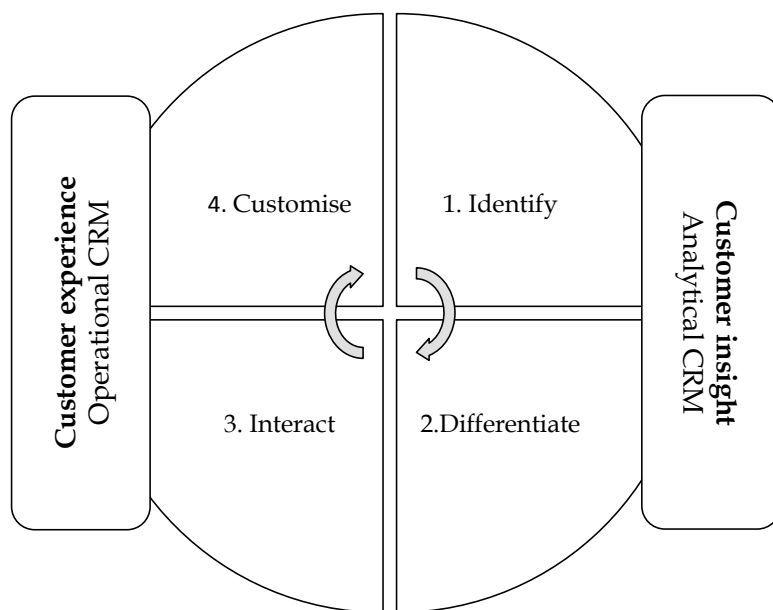 4. Customise
1. Identify
Customer experience
Operational CRM
Customer insight
Analytical CRM
3. Interact
2.Differentiate